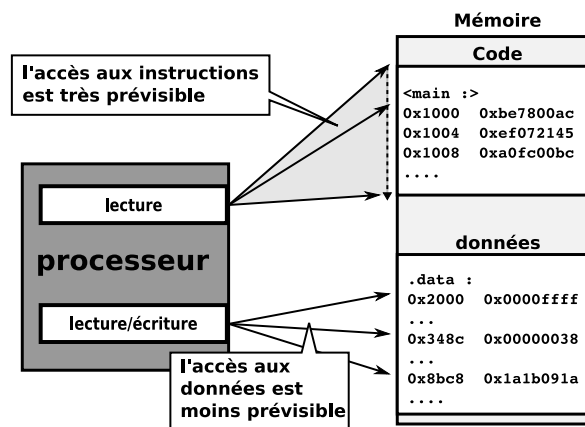 Mémoire
Code
l'accès aux instructions
est très prévisible
<main :>
0x1000 0xbe7800ac
0x1004 0xef072145
0x1008 0xa0fc00bc
....
lecture
processeur
lecture/écriture
données
.data :
0x2000 0x0000ffff
...
0x348c 0x00000038
...
0x8bc8 0x1a1b091a
....
l'accès aux
données est
moins prévisible